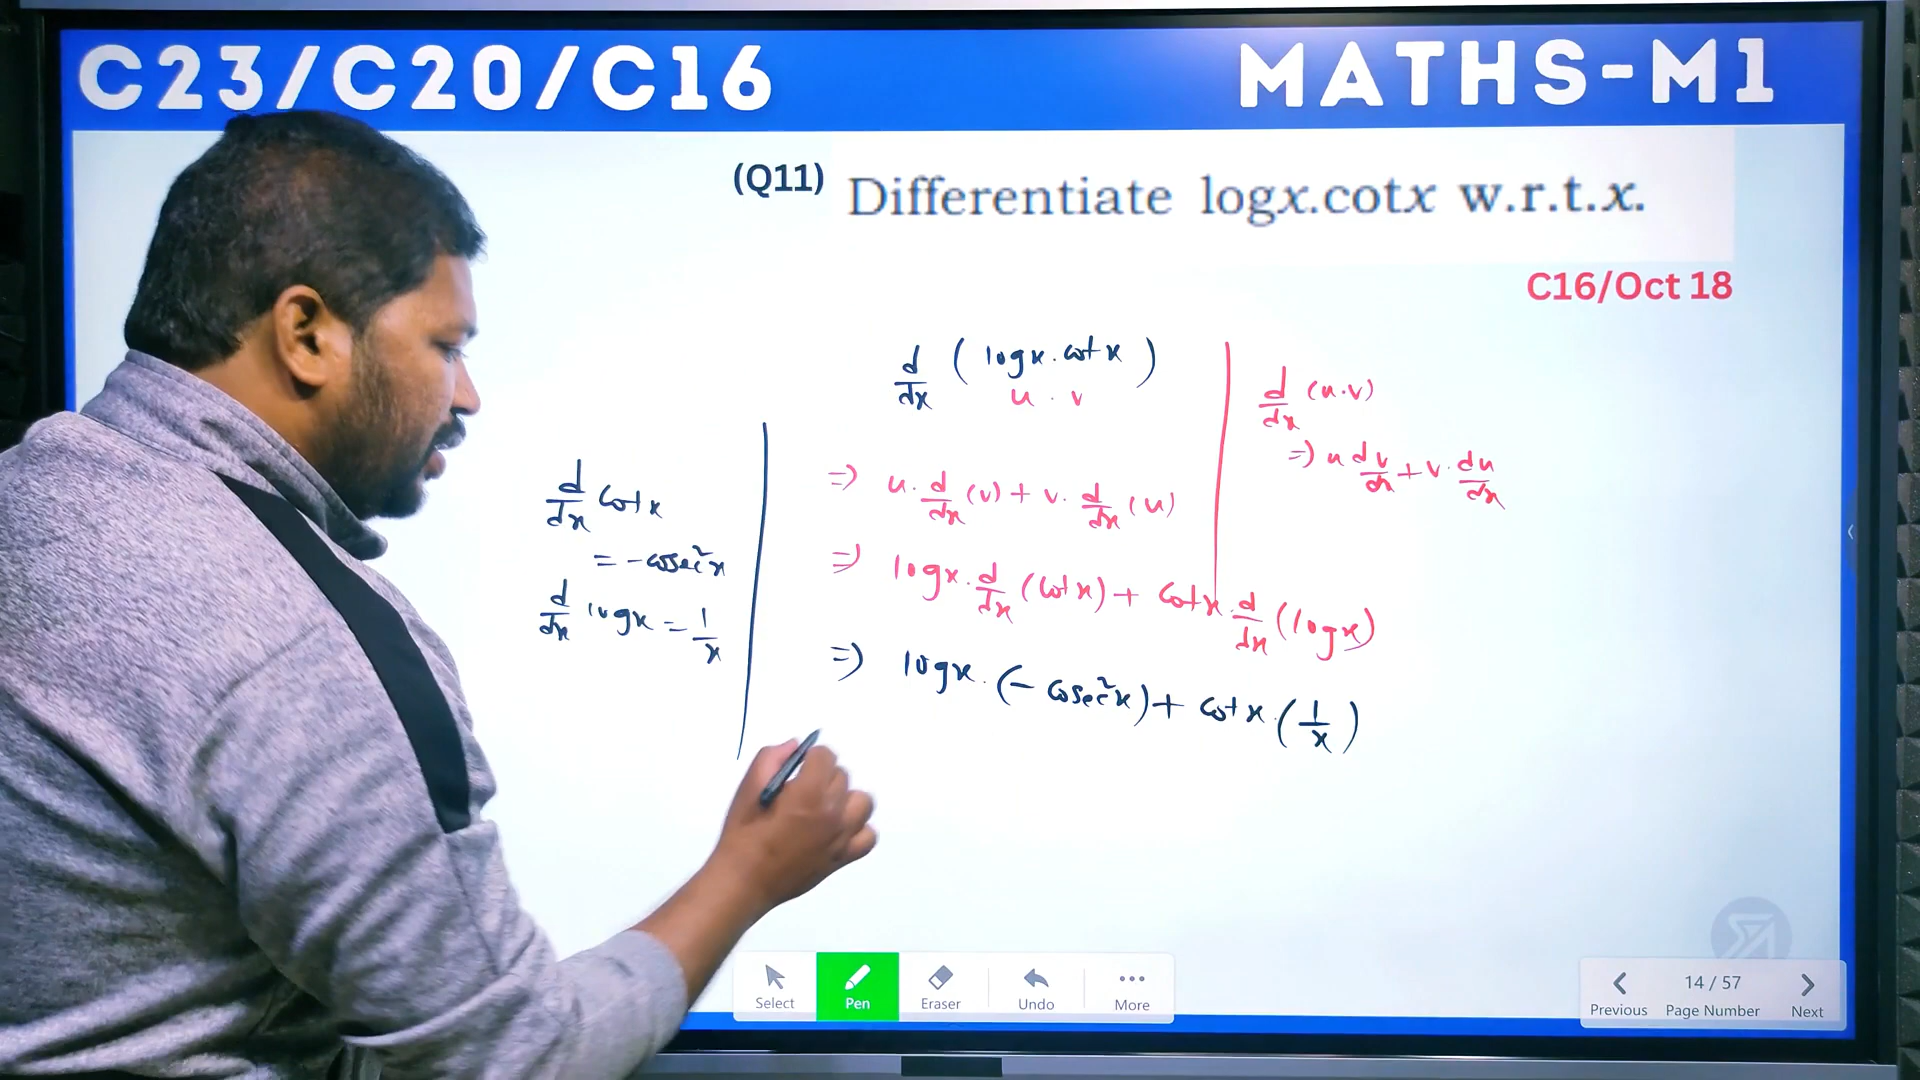 C23/C20/C16 MATHS-M1
(Q11) Differentiate logx.cotx w.r.t.x.
C16/Oct 18
d/dx (logx.cotx)
u . v
d/dx (u.v)
=) u dv/dx + v. du/dx
=) u. d/dx (v) + v. d/dx (u)
=) logx. d/dx (cotx) + cotx. d/dx (logx)
=) logx. (-cosec²x) + cotx. (1/x)
d/dx cotx
= -cosec²x
d/dx logx = 1/x
Select Pen Eraser Undo More
14 / 57
Previous Page Number Next